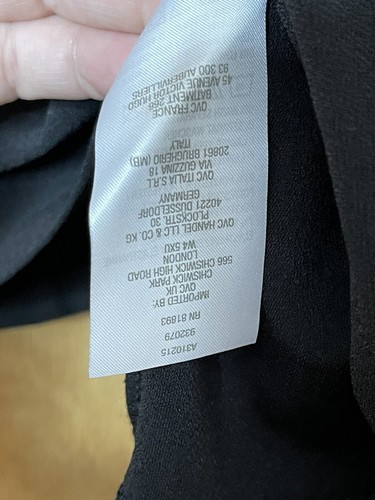 A310215
932079
RN 81893
IMPORTED BY:
QVC UK
CHISWICK PARK
566 CHISWICK HIGH ROAD
LONDON
W4 5XU
QVC HANDEL LLC & CO. KG
PLOCKSTR. 30
40221 DUSSELDORF
GERMANY
QVC ITALIA S.R.L
VIA GUZZINA 18
20861 BRUGHERIO (MB)
ITALY
QVC FRANCE,
BATIMENT 266
45 AVENUE VICTOR HUGO
93 300 AUBERVILLIERS